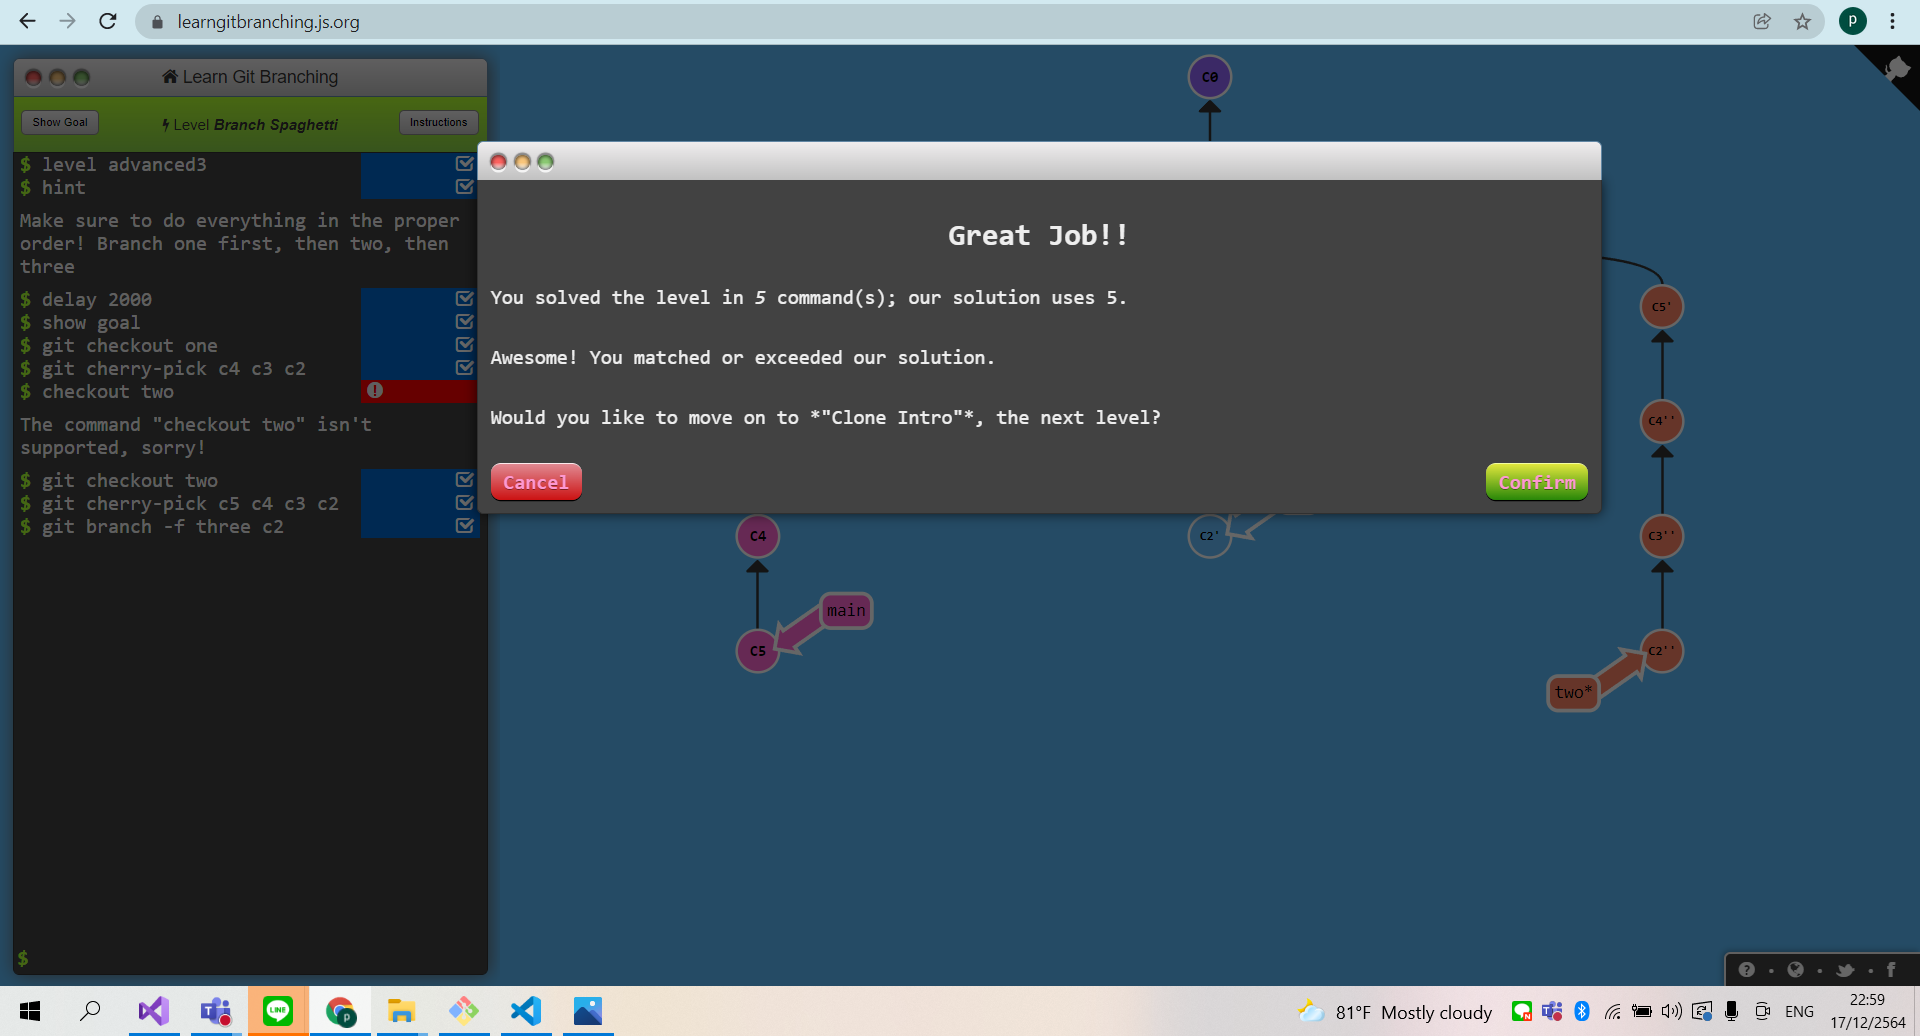 learngitbranching.js.org
P
Learn Git Branching
Show Goal
Level Branch Spaghetti
Instructions
$ level advanced3
$ hint
Make sure to do everything in the proper
order! Branch one first, then two, then
three
$ delay 2000
$ show goal
$ git checkout one
$ git cherry-pick c4 c3 c2
$ checkout two
The command "checkout two" isn't
supported, sorry!
$ git checkout two
$ git cherry-pick c5 c4 c3 c2
$ git branch -f three c2
$
C0
Great Job!!
You solved the level in 5 command(s); our solution uses 5.
Awesome! You matched or exceeded our solution.
Would you like to move on to *"Clone Intro"*, the next level?
Cancel
Confirm
C5'
C4''
C4
C2'
C3''
main
C5
C2''
two*
LINE
81°F Mostly cloudy
ENG
22:59
17/12/2564